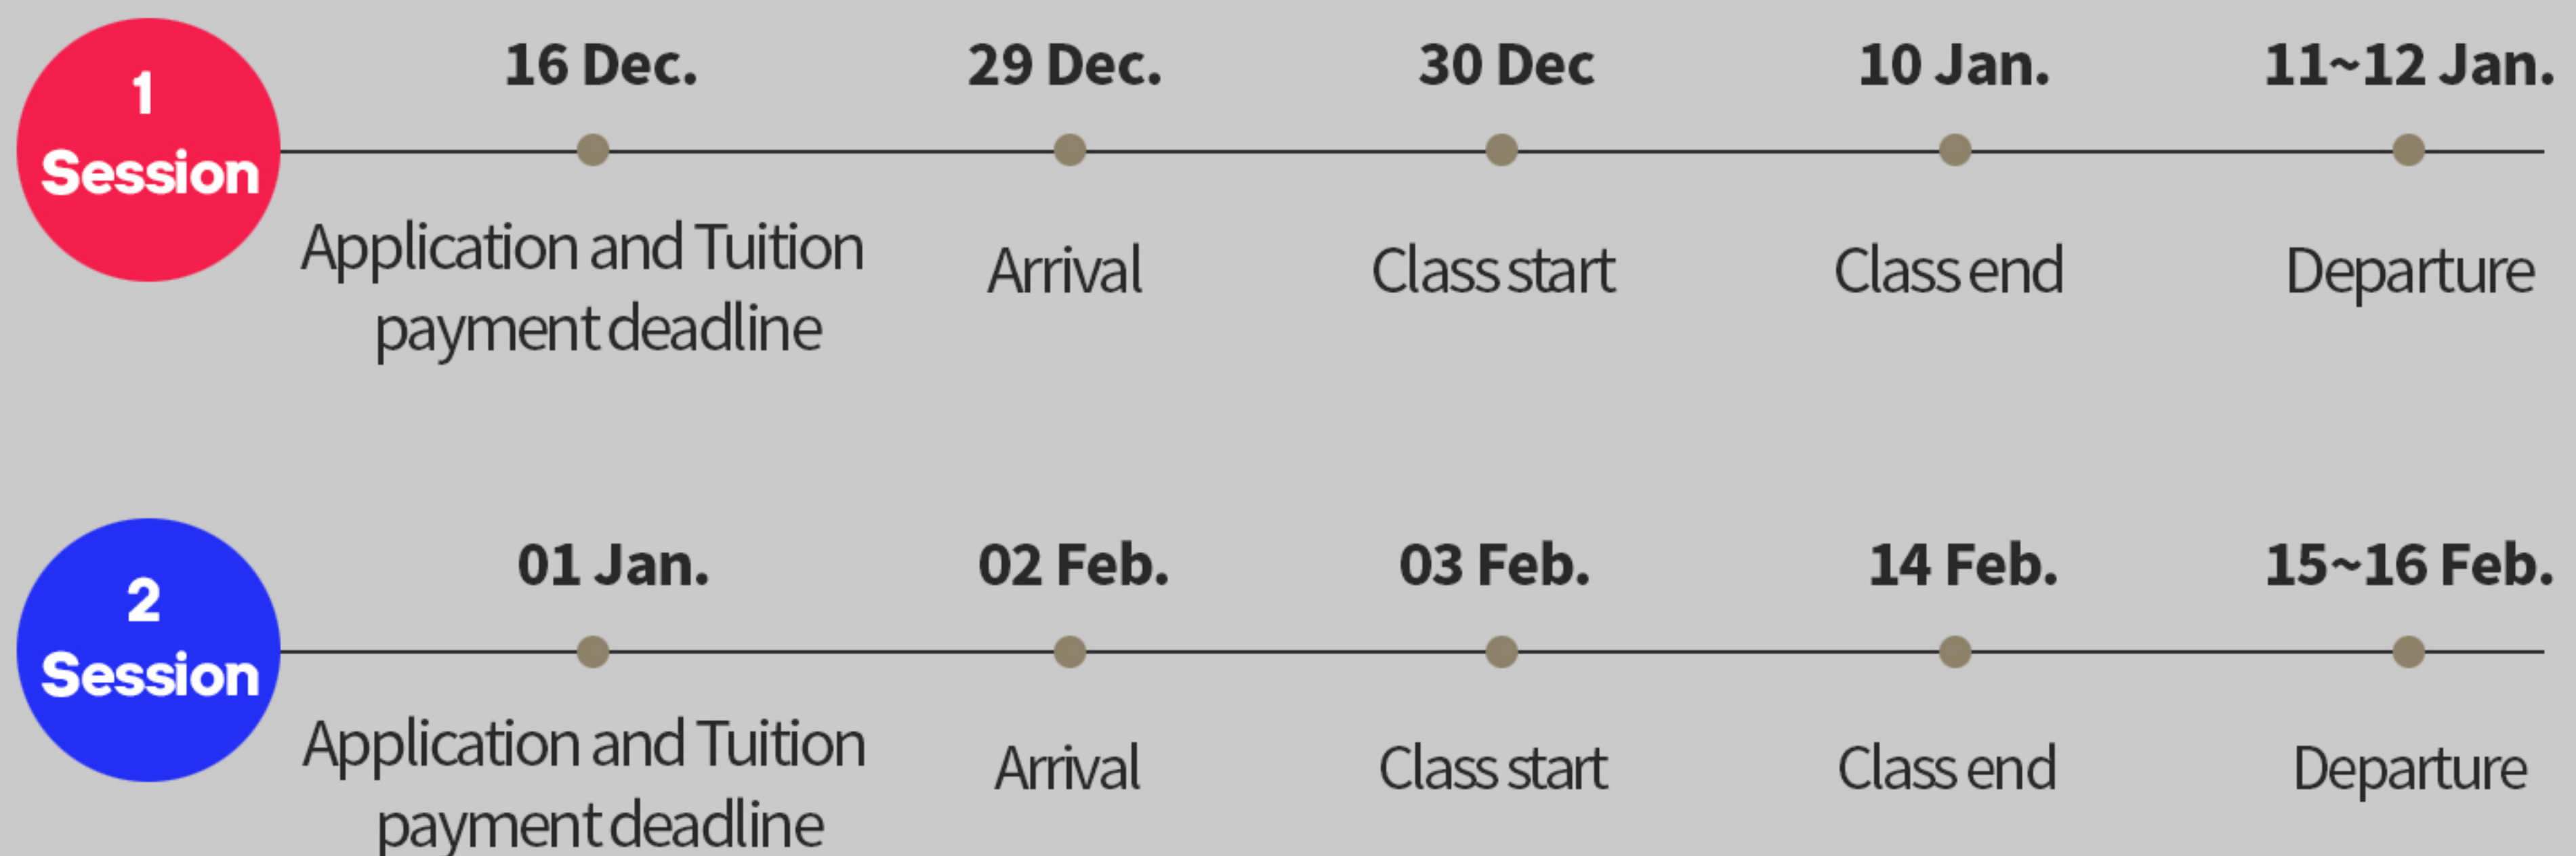 1
Session
16 Dec.
29 Dec.
30 Dec
10 Jan.
11~12 Jan.
Application and Tuition
payment deadline
Arrival
Class start
Class end
Departure
2
Session
01 Jan.
02 Feb.
03 Feb.
14 Feb.
15~16 Feb.
Application and Tuition
payment deadline
Arrival
Class start
Class end
Departure